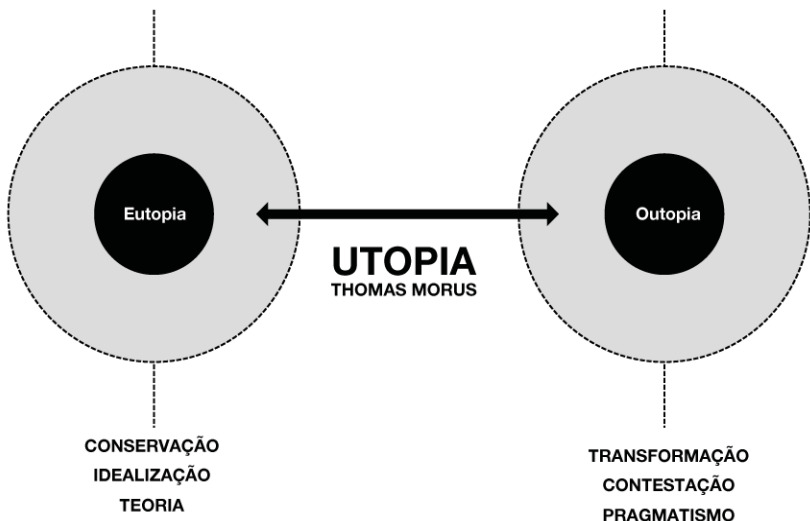 Eutopia
Outopia
UTOPIA
THOMAS MORUS
CONSERVAÇÃO
IDEALIZAÇÃO
TEORIA
TRANSFORMAÇÃO
CONTESTAÇÃO
PRAGMATISMO